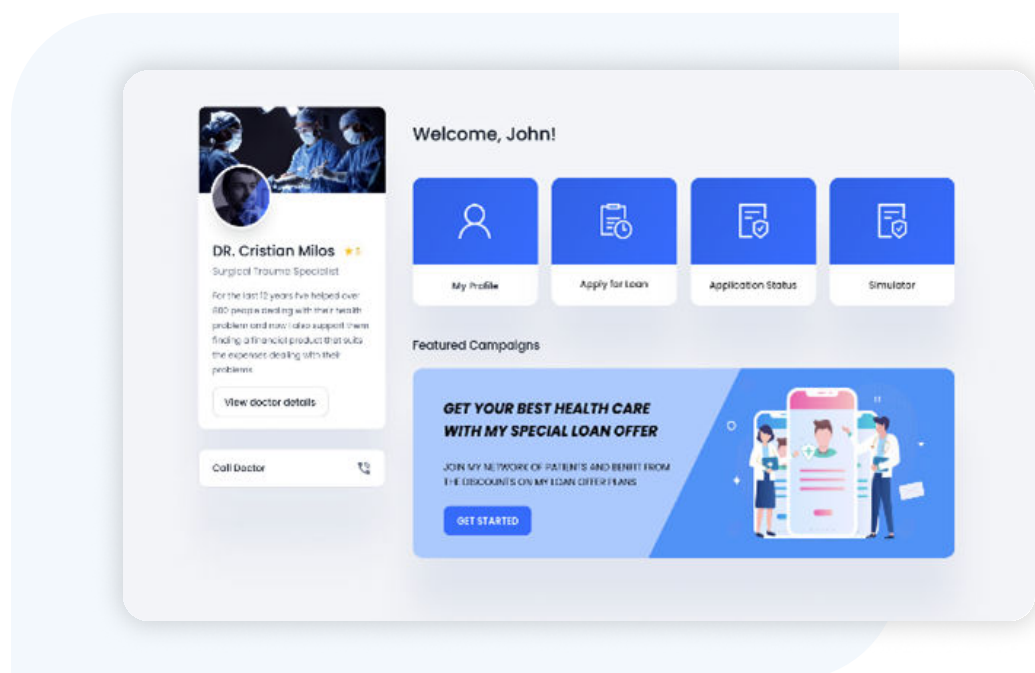 DR. Cristian Milos ★ 5
Surgical Trauma Specialist
For the last 12 years I've helped over
800 people dealing with their health
problem and now I also support them
finding a financial product that suits
the expenses dealing with their
problems
View doctor details
Call Doctor
Welcome, John!
My Profile
Apply for Loan
Application Status
Simulator
Featured Campaigns
GET YOUR BEST HEALTH CARE
WITH MY SPECIAL LOAN OFFER
JOIN MY NETWORK OF PATIENTS AND BENIFIT FROM
THE DISCOUNTS ON MY LOAN OFFER PLANS
GET STARTED